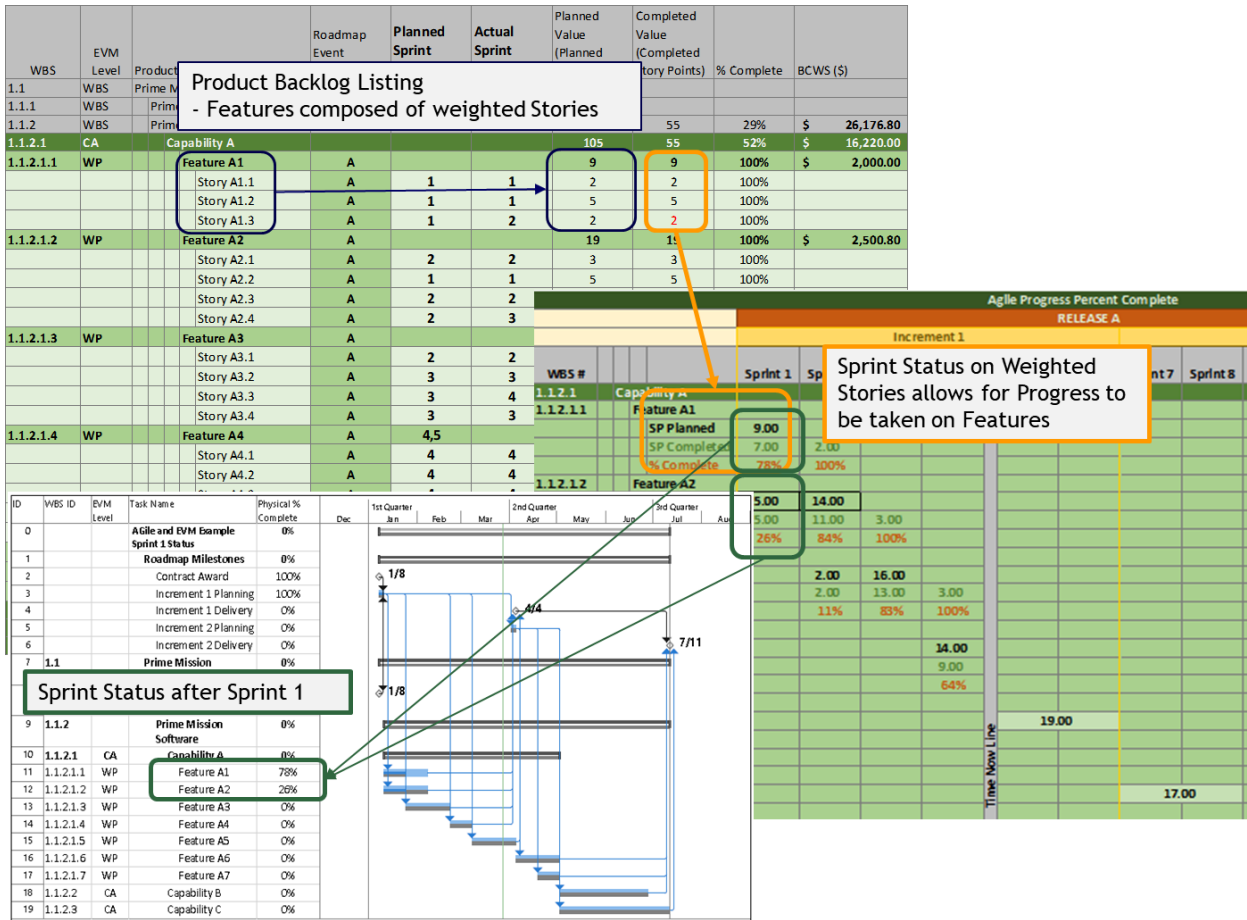 WBS EVM Level Product Roadmap Event Planned Sprint Actual Sprint Planned Value (Planned Completed Value (Completed tory Points) % Complete BCWS ($)
1.1 WBS Prime M
1.1.1 WBS Prim
1.1.2 WBS Prim 55 29% $ 26,176.80
Product Backlog Listing
- Features composed of weighted Stories
1.1.2.1 CA Capability A 105 55 52% $ 16,220.00
1.1.2.1.1 WP Feature A1 A 9 9 100% $ 2,000.00
Story A1.1 A 1 1 2 2 100%
Story A1.2 A 1 1 5 5 100%
Story A1.3 A 1 2 2 2 100%
1.1.2.1.2 WP Feature A2 A 19 19 100% $ 2,500.80
Story A2.1 A 2 2 3 3 100%
Story A2.2 A 1 1 5 5 100%
Story A2.3 A 2 2
Story A2.4 A 2 3
1.1.2.1.3 WP Feature A3 A
Story A3.1 A 2 2
Story A3.2 A 3 3
Story A3.3 A 3 4
Story A3.4 A 3 3
1.1.2.1.4 WP Feature A4 A 4,5
Story A4.1 A 4 4
Story A4.2 A 4 4
Agile Progress Percent Complete
RELEASE A
Increment 1
WBS # Sprint 1 Sp nt 7 Sprint 8
Sprint Status on Weighted
Stories allows for Progress to
be taken on Features
1.1.2.1 Capability A
1.1.2.1.1 Feature A1
SP Planned 9.00
SP Completed 7.00 2.00
% Complete 78% 100%
1.1.2.1.2 Feature A2
5.00 14.00
5.00 11.00 3.00
26% 84% 100%
2.00 16.00
2.00 13.00 3.00
11% 83% 100%
14.00
9.00
64%
19.00
Time Now Line
17.00
ID WBS ID EVM Level Task Name Physical % Complete
1st Quarter 2nd Quarter 3rd Quarter
Dec Jan Feb Mar Apr May Jun Jul Au
0 AGile and EVM Example Sprint 1 Status 0%
1 Roadmap Milestones 0%
2 Contract Award 100% 1/8
3 Increment 1 Planning 100%
4 Increment 1 Delivery 0% 4/4
5 Increment 2 Planning 0%
6 Increment 2 Delivery 0% 7/11
7 1.1 Prime Mission 0%
Sprint Status after Sprint 1
1/8
9 1.1.2 Prime Mission Software 0%
10 1.1.2.1 CA Capability A 0%
11 1.1.2.1.1 WP Feature A1 78%
12 1.1.2.1.2 WP Feature A2 26%
13 1.1.2.1.3 WP Feature A3 0%
14 1.1.2.1.4 WP Feature A4 0%
15 1.1.2.1.5 WP Feature A5 0%
16 1.1.2.1.6 WP Feature A6 0%
17 1.1.2.1.7 WP Feature A7 0%
18 1.1.2.2 CA Capability B 0%
19 1.1.2.3 CA Capability C 0%